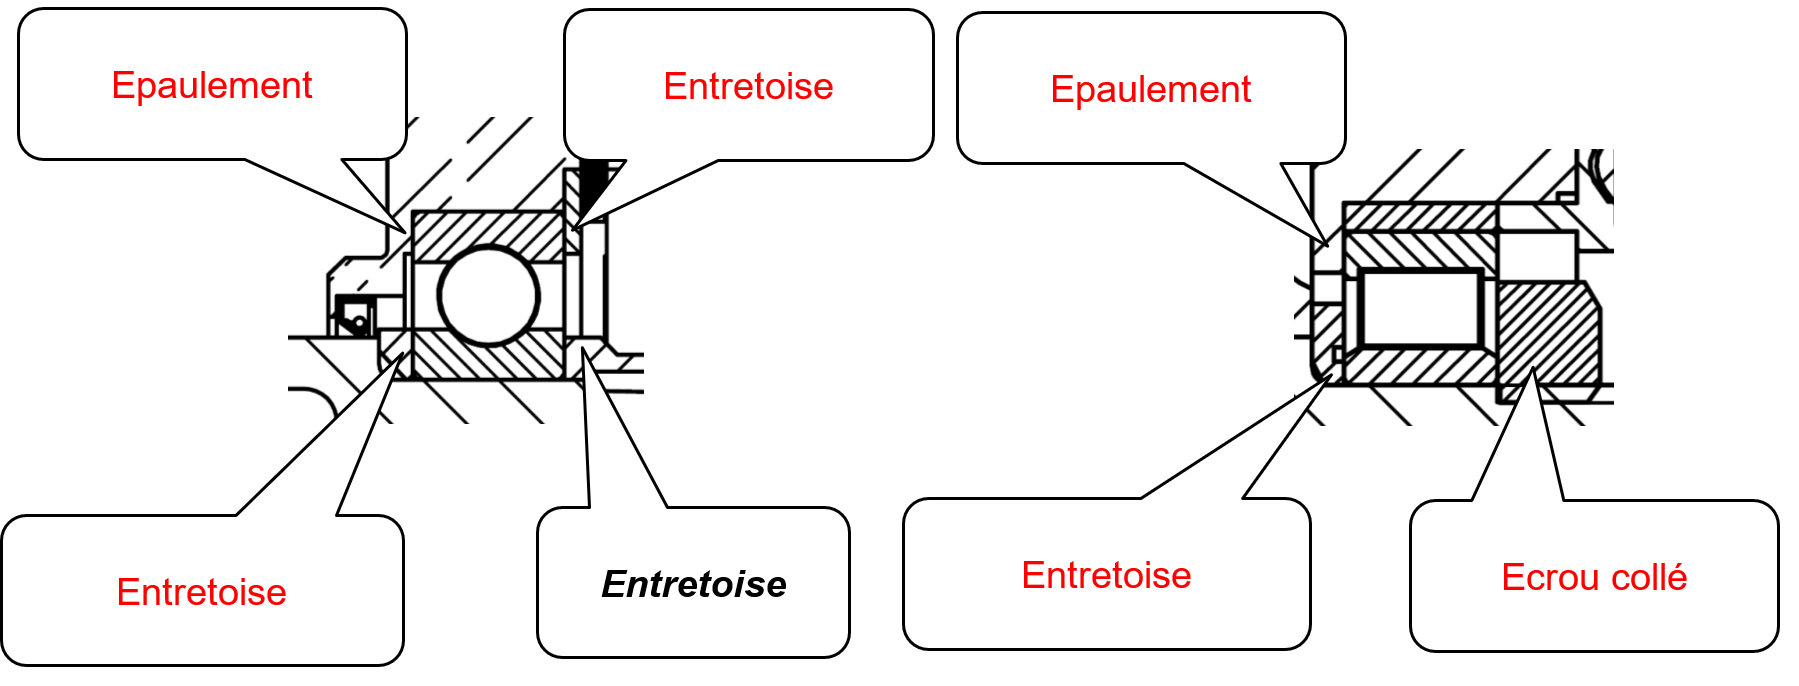 Epaulement
Entretoise
Epaulement
Entretoise
Entretoise
Entretoise
Ecrou collé